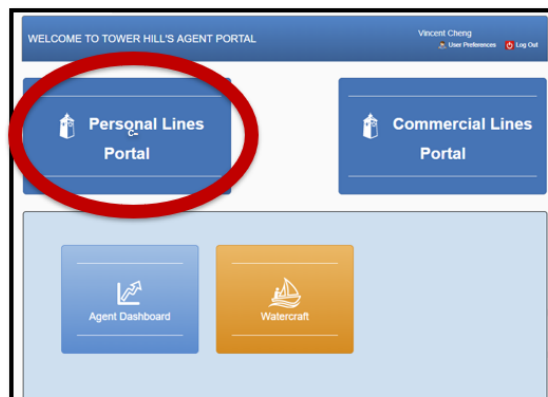 WELCOME TO TOWER HILL'S AGENT PORTAL
Vincent Cheng
User Preferences
Log Out
Personal Lines
Portal
Commercial Lines
Portal
Agent Dashboard
Watercraft